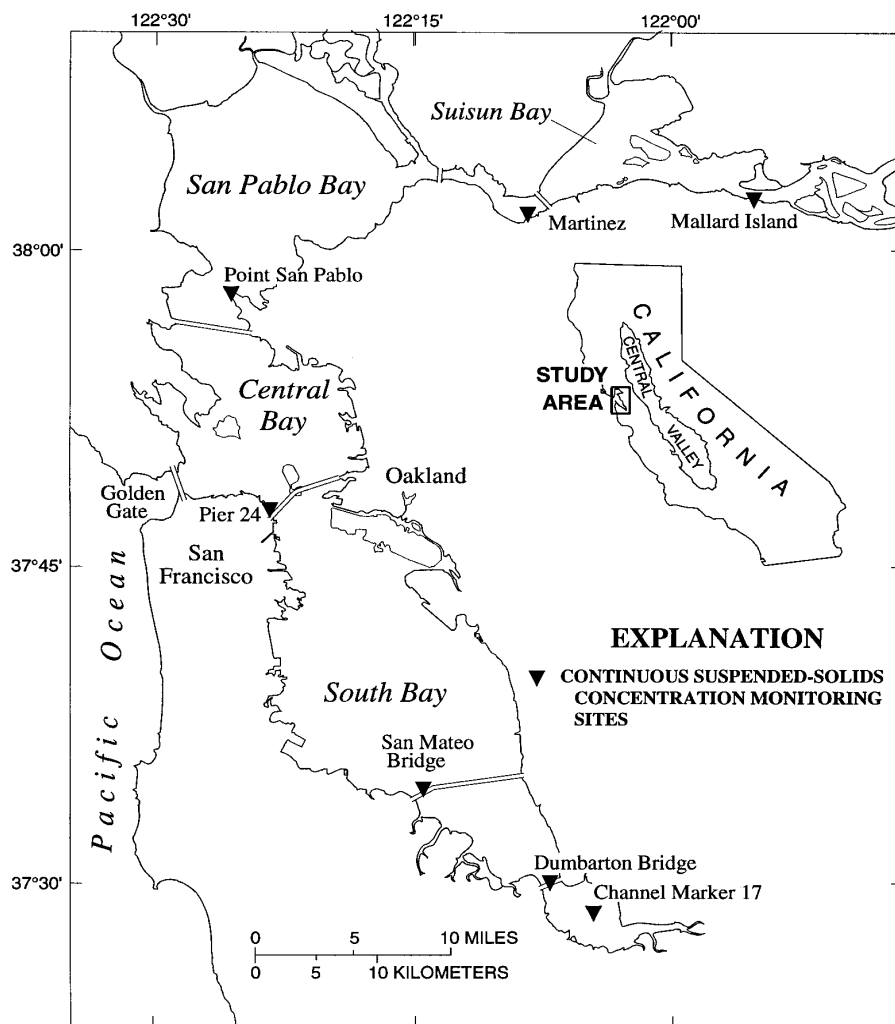 122°30' 122°15' 122°00'
Suisun Bay
San Pablo Bay
Martinez
Mallard Island
38°00'
Point San Pablo
CALIFORNIA
CENTRAL
VALLEY
STUDY
AREA
Central
Bay
Oakland
Golden
Gate
Pier 24
San
Francisco
37°45'
Pacific Ocean
EXPLANATION
CONTINUOUS SUSPENDED-SOLIDS
CONCENTRATION MONITORING
SITES
South Bay
San Mateo
Bridge
Dumbarton Bridge
37°30'
Channel Marker 17
0 5 10 MILES
0 5 10 KILOMETERS